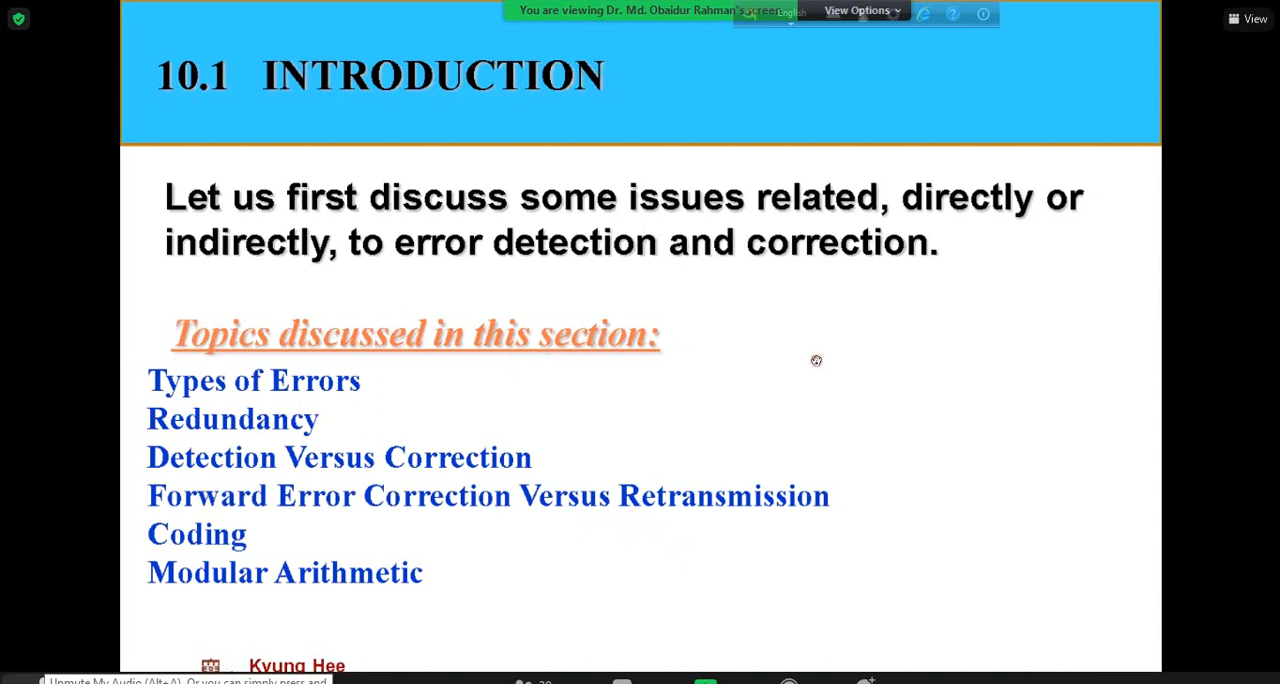 You are viewing Dr. Md. Obaidur Rahman's screen
English
View Options
View
10.1 INTRODUCTION
Let us first discuss some issues related, directly or
indirectly, to error detection and correction.
Topics discussed in this section:
Types of Errors
Redundancy
Detection Versus Correction
Forward Error Correction Versus Retransmission
Coding
Modular Arithmetic
Kyung Hee
Unmute My Audio (Alt+A). Or you can simply press and